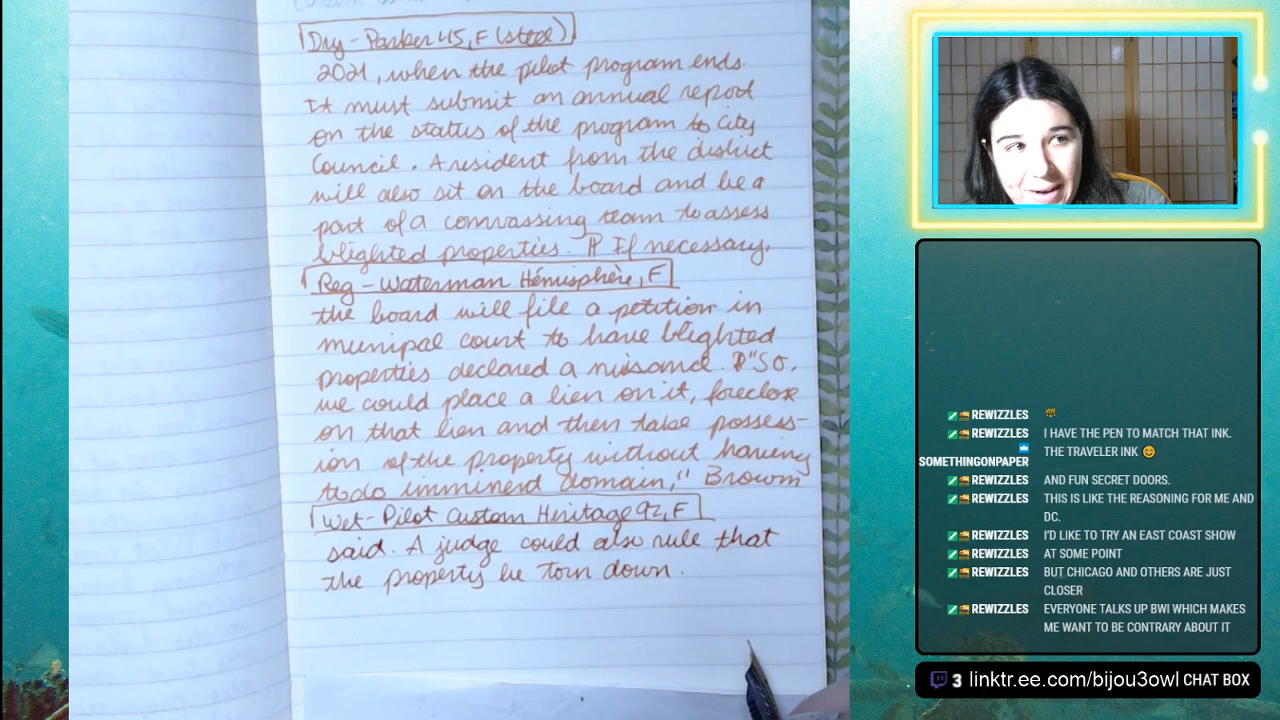 Dry - Parker 45, F (steel)
2021, when the pilot program ends.
It must submit an annual report
on the status of the program to City
Council. A resident from the district
will also sit on the board and be a
part of a convassing team to assess
blighted properties. P If necessary,
Reg - Waterman Hémisphère, F
the board will file a petition in
munipal court to have blighted
properties declared a nuisance. "So,
we could place a lien on it, foreclose
on that lien and then take possess-
ion of the property without having
to do imminend domain," Brown
Wet - Pilot Custom Heritage 92, F
said. A judge could also rule that
the property be torn down.
REWIZZLES
REWIZZLES I HAVE THE PEN TO MATCH THAT INK.
SOMETHINGONPAPER THE TRAVELER INK
REWIZZLES AND FUN SECRET DOORS.
REWIZZLES THIS IS LIKE THE REASONING FOR ME AND
DC.
REWIZZLES I'D LIKE TO TRY AN EAST COAST SHOW
REWIZZLES AT SOME POINT
REWIZZLES BUT CHICAGO AND OTHERS ARE JUST
CLOSER
REWIZZLES EVERYONE TALKS UP BWI WHICH MAKES
ME WANT TO BE CONTRARY ABOUT IT
3 linktr.ee.com/bijou3owl CHAT BOX